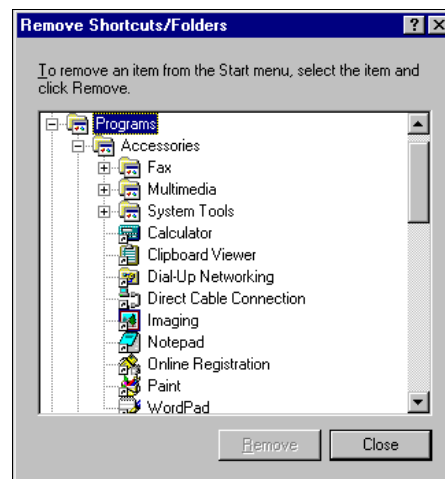 Remove Shortcuts/Folders
To remove an item from the Start menu, select the item and
click Remove.
Programs
Accessories
Fax
Multimedia
System Tools
Calculator
Clipboard Viewer
Dial-Up Networking
Direct Cable Connection
Imaging
Notepad
Online Registration
Paint
WordPad
Remove
Close